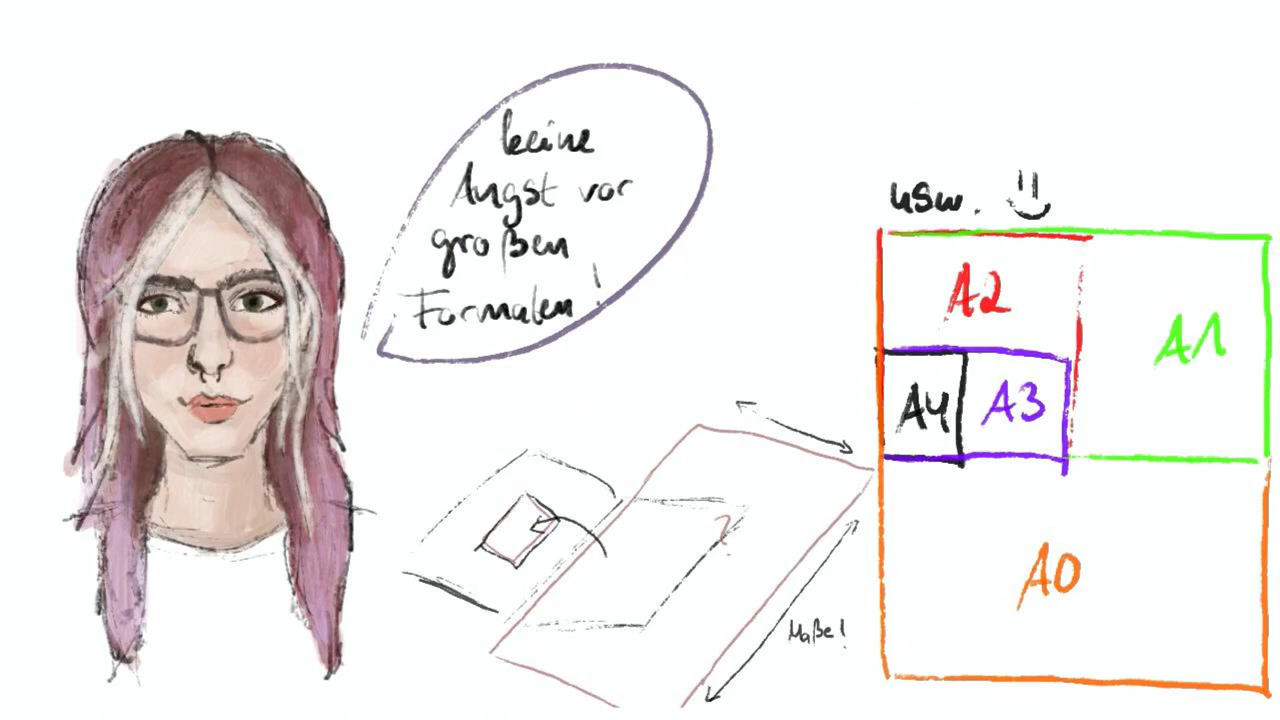 keine
Angst vor
großen
Formaten!
usw.
A2
A1
A4
A3
A0
?
Maße!